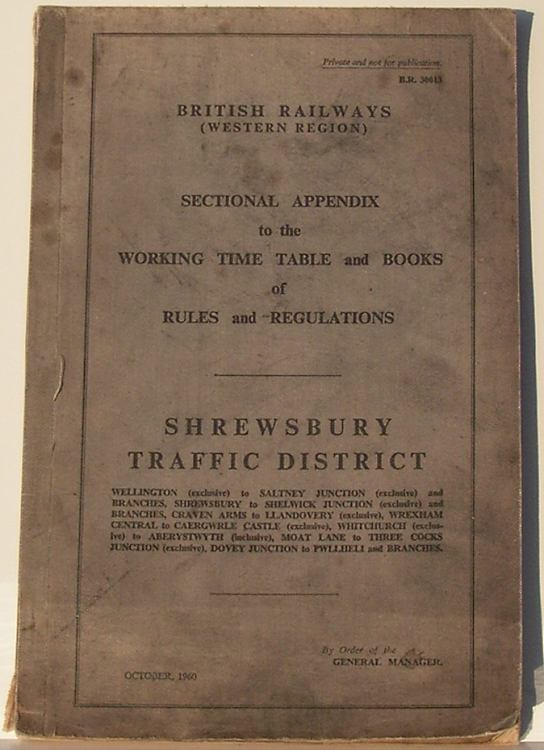 Private and not for publication.
B.R. 30013
BRITISH RAILWAYS
(WESTERN REGION)
SECTIONAL APPENDIX
to the
WORKING TIME TABLE and BOOKS
of
RULES and REGULATIONS
SHREWSBURY
TRAFFIC DISTRICT
WELLINGTON (exclusive) to SALTNEY JUNCTION (exclusive) and
BRANCHES, SHREWSBURY to SHELWICK JUNCTION (exclusive) and
BRANCHES, CRAVEN ARMS to LLANDOVERY (exclusive), WREXHAM
CENTRAL to CAERGWRLE CASTLE (exclusive), WHITCHURCH (exclus-
ive) to ABERYSTWYTH (inclusive), MOAT LANE to THREE COCKS
JUNCTION (exclusive), DOVEY JUNCTION to PWLLHELI and BRANCHES.
By Order of the
GENERAL MANAGER.
OCTOBER, 1960